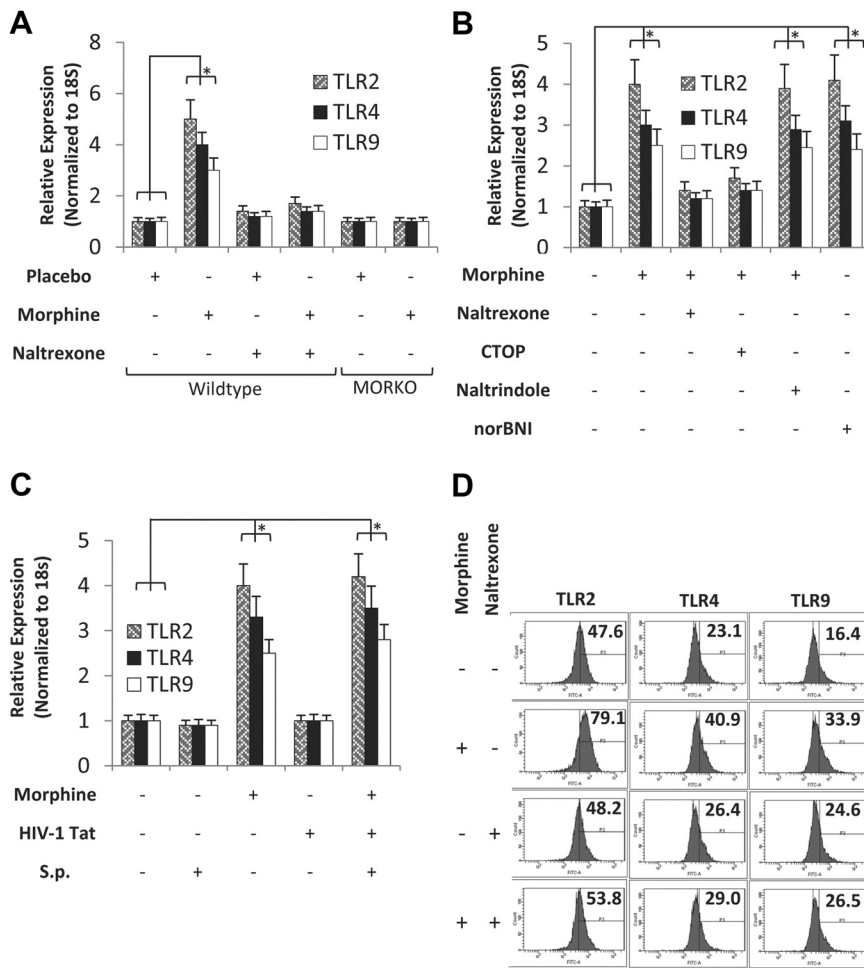 A
Relative Expression
(Normalized to 18S)
8
6
4
2
0
*
TLR2
TLR4
TLR9
Placebo + - + - + -
Morphine - + - + - +
Naltrexone - - + + - -
Wildtype MORKO
B
Relative Expression
(Normalized to 18S)
5
4
3
2
1
0
* * *
TLR2
TLR4
TLR9
Morphine - + + + + -
Naltrexone - - + - - -
CTOP - - - + - -
Naltrindole - - - - + -
norBNI - - - - - +
C
Relative Expression
(Normalized to 18s)
5
4
3
2
1
0
* *
TLR2
TLR4
TLR9
Morphine - - + - +
HIV-1 Tat - - - + +
S.p. - + - - +
D
Morphine
Naltrexone
TLR2 TLR4 TLR9
- - 47.6 23.1 16.4
+ - 79.1 40.9 33.9
- + 48.2 26.4 24.6
+ + 53.8 29.0 26.5